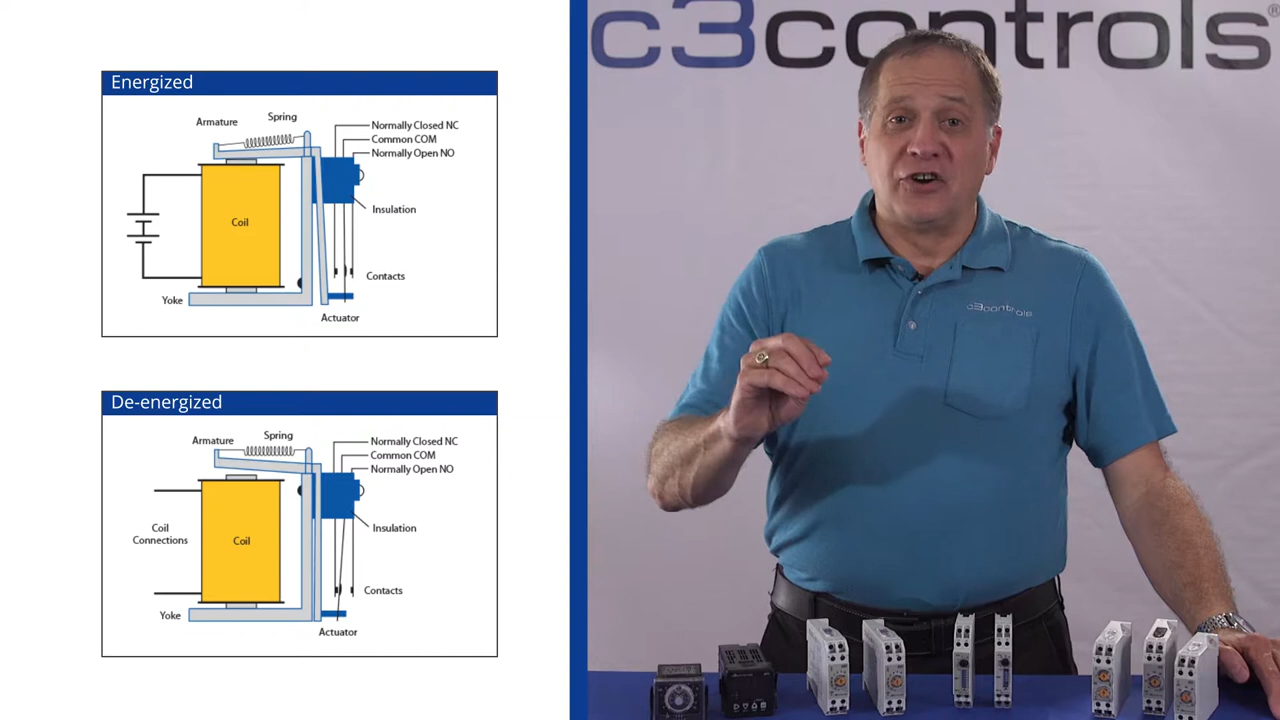 Energized
Spring
Armature
Normally Closed NC
Common COM
Normally Open NO
Coil
Insulation
Contacts
Yoke
Actuator
De-energized
Spring
Armature
Normally Closed NC
Common COM
Normally Open NO
Insulation
Coil
Connections
Coil
Contacts
Yoke
Actuator
c3controls®
c3controls